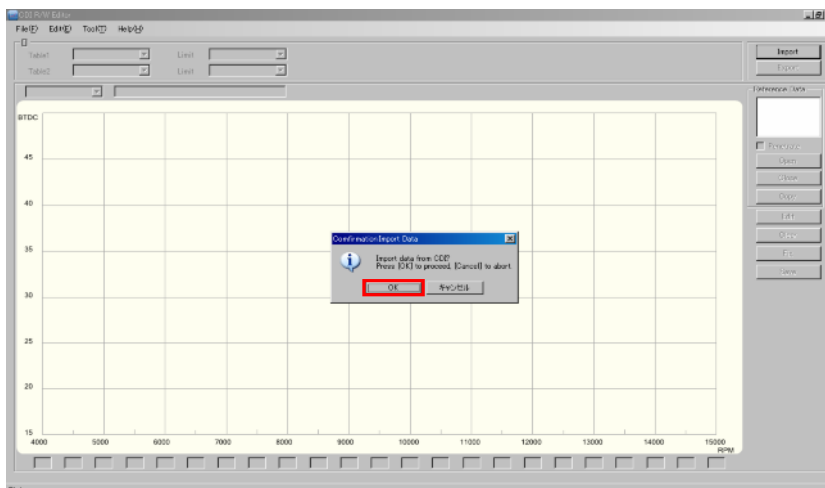 CDI R/W Editor
File(F) Edit(E) Tool(T) Help(H)
Table1 Limit
Table2 Limit
Import
Export
Reference Data
Penetrate
Open
Close
Copy
Edit
Clear
Fix
Save
BTDC
45
40
35
30
25
20
15
4000 5000 6000 7000 8000 9000 10000 11000 12000 13000 14000 15000
RPM
Comfirmation Import Data
Import data from CDI?
Press [OK] to proceed, [Cancel] to abort.
OK キャンセル